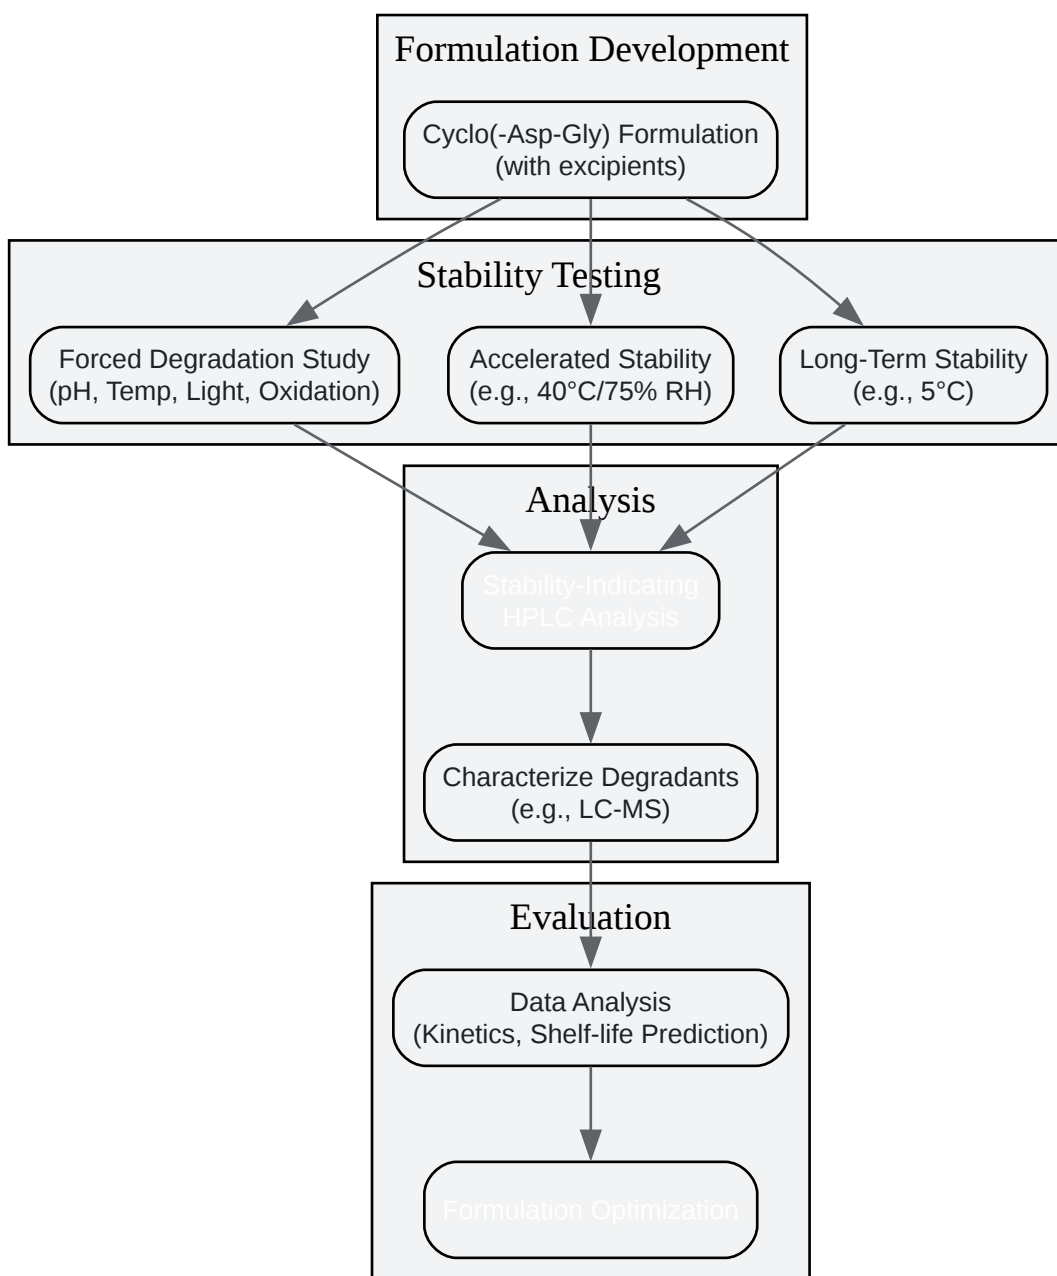 Formulation Development
Cyclo(-Asp-Gly) Formulation
(with excipients)
Stability Testing
Forced Degradation Study
(pH, Temp, Light, Oxidation)
Accelerated Stability
(e.g., 40°C/75% RH)
Long-Term Stability
(e.g., 5°C)
Analysis
Stability-Indicating
HPLC Analysis
Characterize Degradants
(e.g., LC-MS)
Evaluation
Data Analysis
(Kinetics, Shelf-life Prediction)
Formulation Optimization